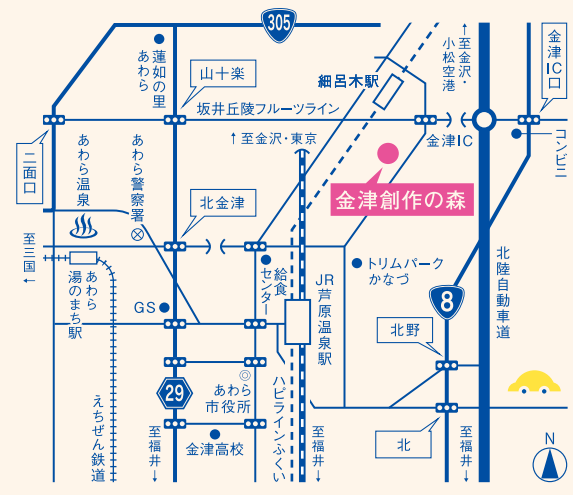 305
蓮如の里
あわら
山十楽
細呂木駅
至金沢・
小松空港
金津IC口
坂井丘陵フルーツライン
金津IC
コンビニ
二面口
あわら温泉
あわら警察署
↑至金沢・東京
金津創作の森
北金津
至三国
←
あわら
湯のまち駅
給食
センター
トリムパーク
かなづ
北陸自動車道
JR
芦原温泉駅
GS
8
北野
29
あわら
市役所
ハピラインふくい
えちぜん鉄道
至福井
金津高校
至福井
北
至福井
N